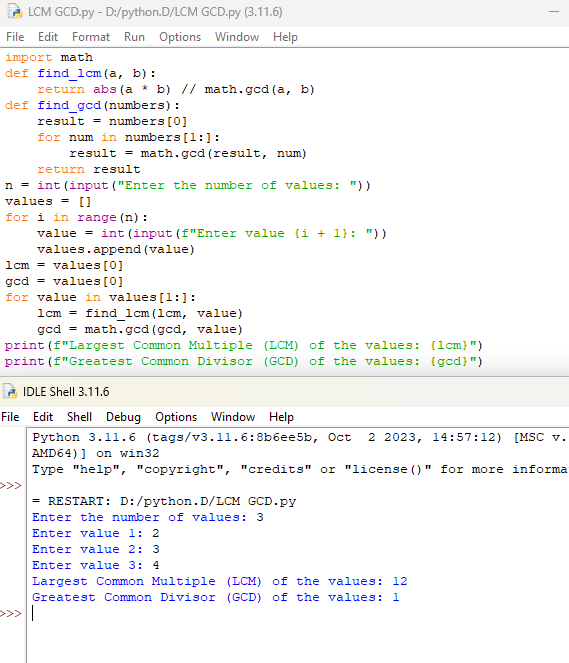 LCM GCD.py - D:/python.D/LCM GCD.py (3.11.6)
File Edit Format Run Options Window Help
import math
def find_lcm(a, b):
    return abs(a * b) // math.gcd(a, b)
def find_gcd(numbers):
    result = numbers[0]
    for num in numbers[1:]:
        result = math.gcd(result, num)
    return result
n = int(input("Enter the number of values: "))
values = []
for i in range(n):
    value = int(input(f"Enter value {i + 1}: "))
    values.append(value)
lcm = values[0]
gcd = values[0]
for value in values[1:]:
    lcm = find_lcm(lcm, value)
    gcd = math.gcd(gcd, value)
print(f"Largest Common Multiple (LCM) of the values: {lcm}")
print(f"Greatest Common Divisor (GCD) of the values: {gcd}")
IDLE Shell 3.11.6
File Edit Shell Debug Options Window Help
Python 3.11.6 (tags/v3.11.6:8b6ee5b, Oct  2 2023, 14:57:12) [MSC v.
AMD64)] on win32
Type "help", "copyright", "credits" or "license()" for more informa
>>>
= RESTART: D:/python.D/LCM GCD.py
Enter the number of values: 3
Enter value 1: 2
Enter value 2: 3
Enter value 3: 4
Largest Common Multiple (LCM) of the values: 12
Greatest Common Divisor (GCD) of the values: 1
>>>